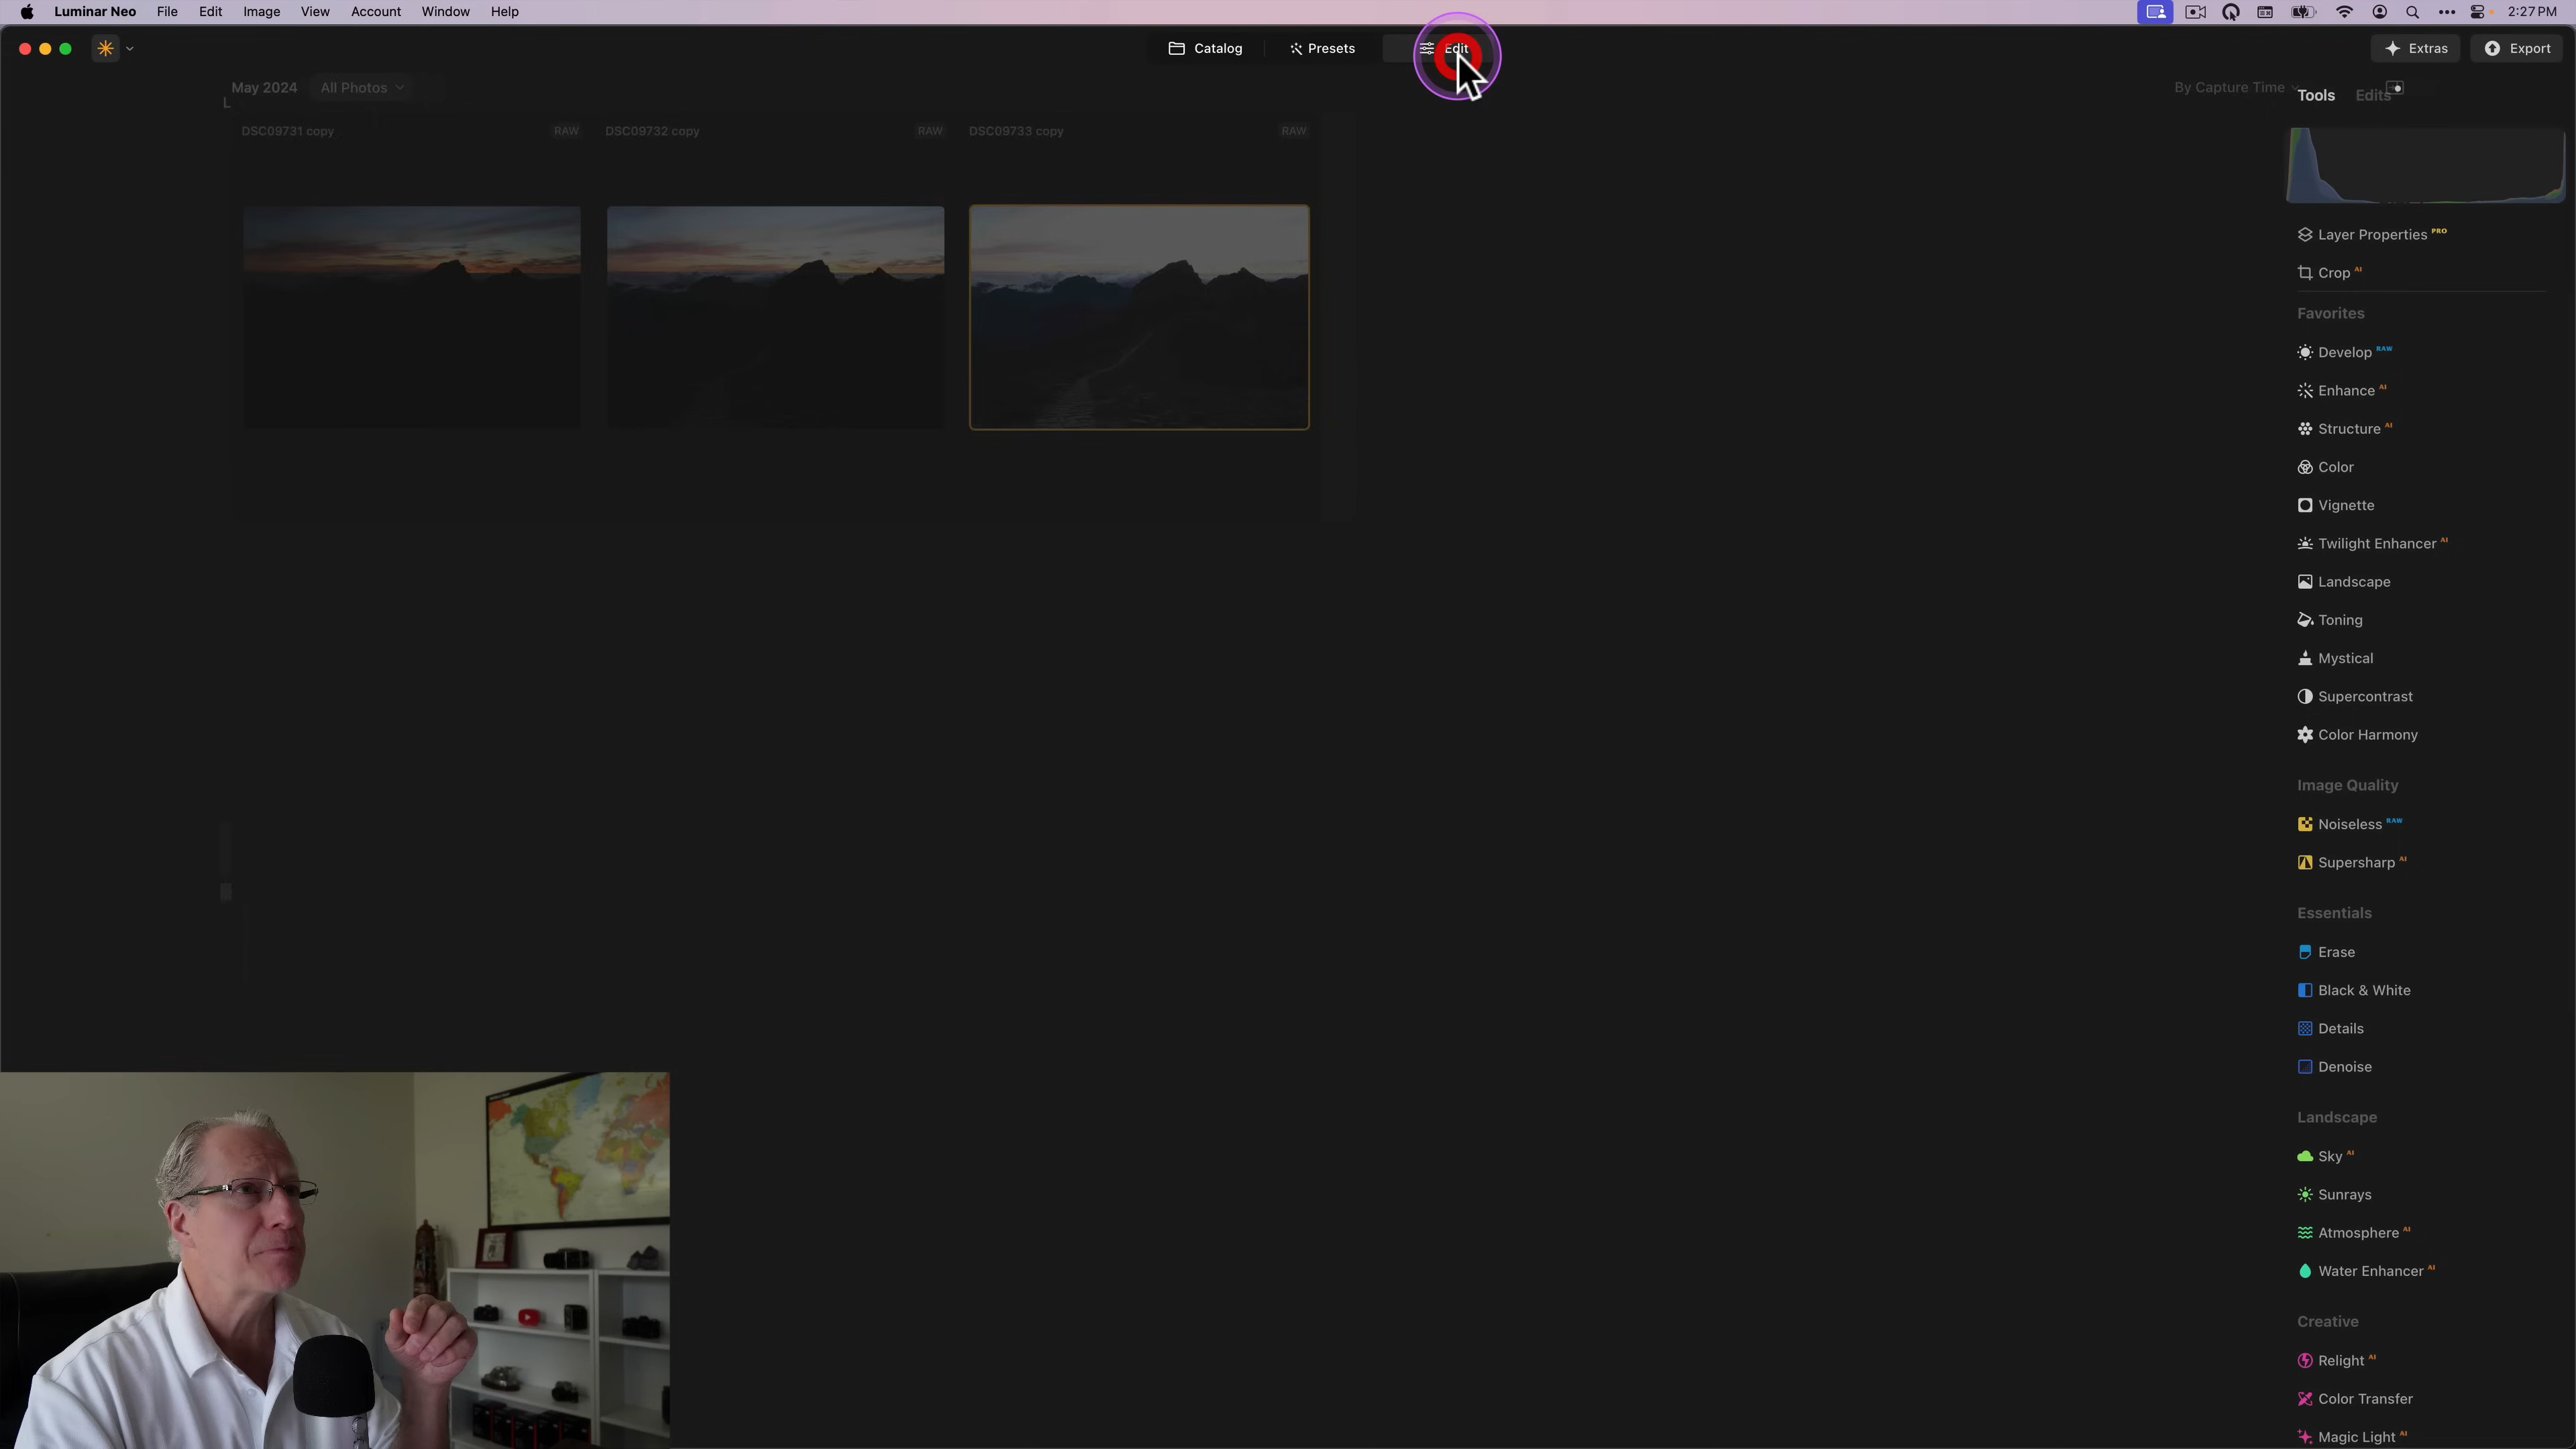 Luminar Neo File Edit Image View Account Window Help 2:27 PM
Catalog Presets Edit Extras Export
May 2024 All Photos By Capture Time
L
Tools Edits
DSC09731 copy RAW DSC09732 copy RAW DSC09733 copy RAW
Layer Properties PRO
Crop AI
Favorites
Develop RAW
Enhance AI
Structure AI
Color
Vignette
Twilight Enhancer AI
Landscape
Toning
Mystical
Supercontrast
Color Harmony
Image Quality
Noiseless RAW
Supersharp AI
Essentials
Erase
Black & White
Details
Denoise
Landscape
Sky AI
Sunrays
Atmosphere AI
Water Enhancer AI
Creative
Relight AI
Color Transfer
Magic Light AI